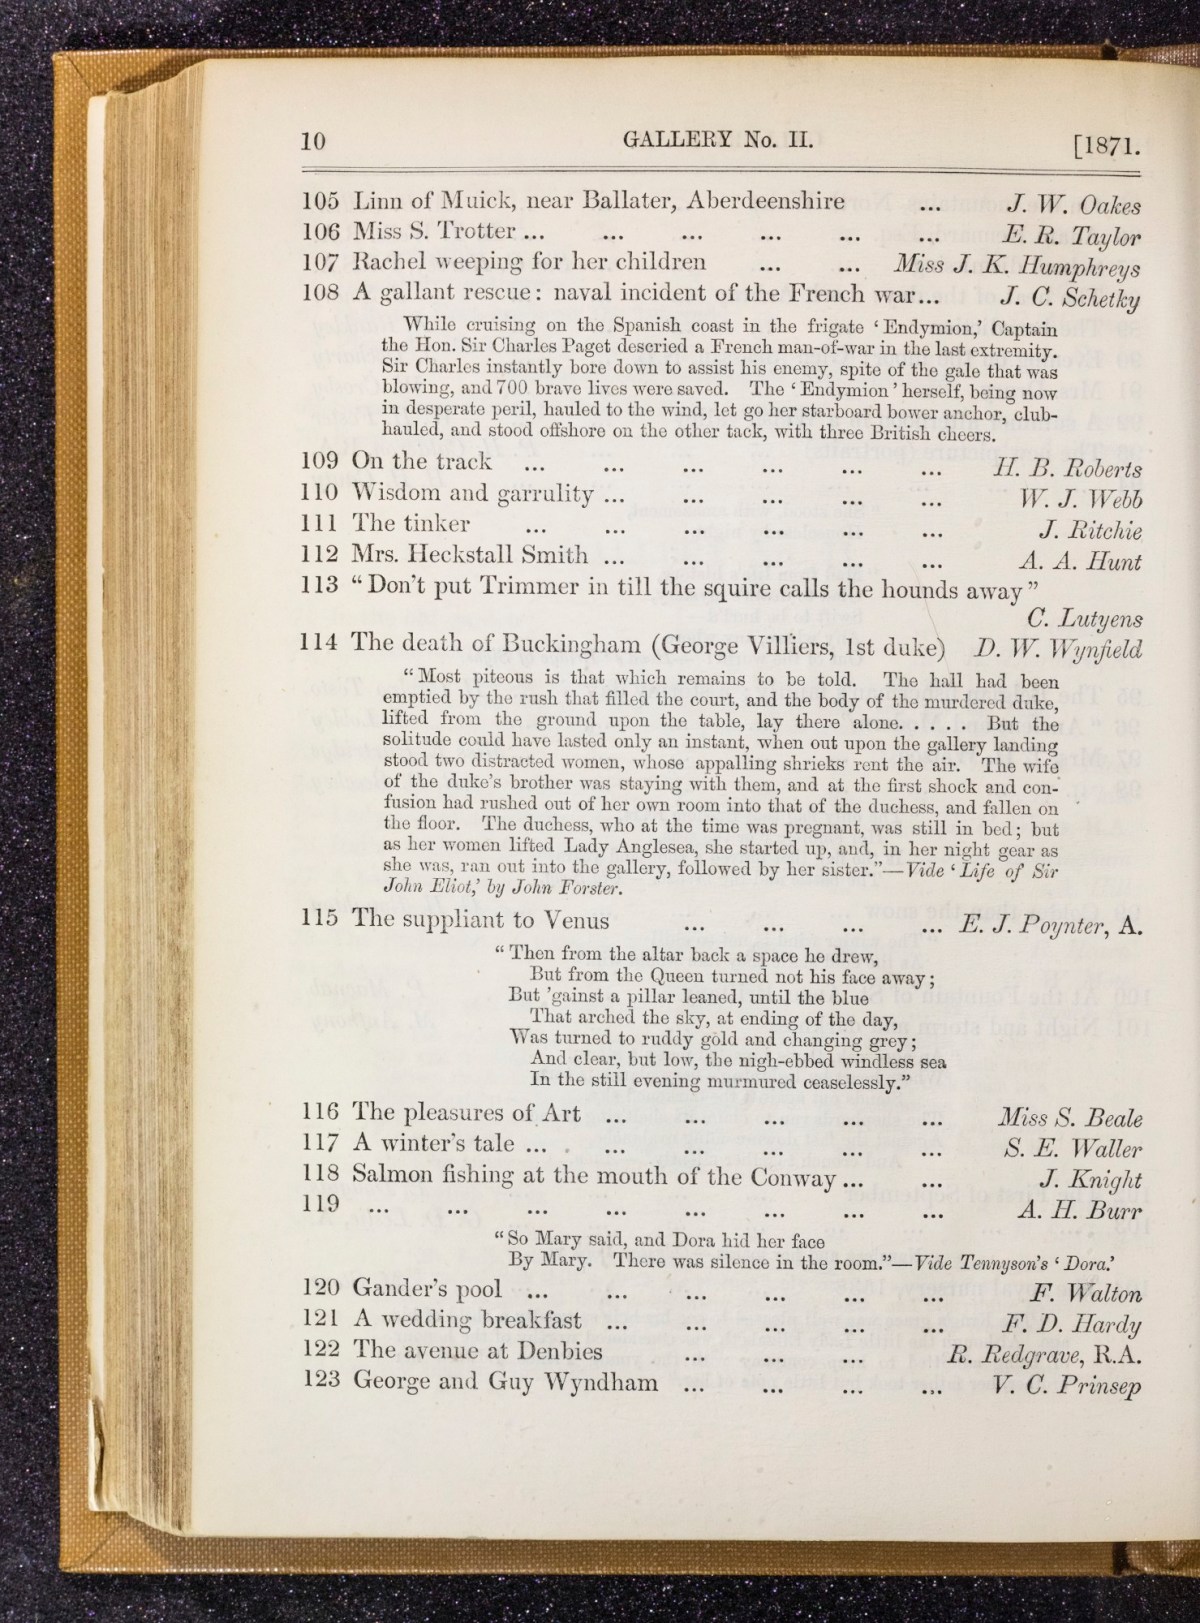 10 GALLERY No. II. [1871.
105 Linn of Muick, near Ballater, Aberdeenshire ... J. W. Oakes
106 Miss S. Trotter ... ... ... ... ... ... E. R. Taylor
107 Rachel weeping for her children ... ... Miss J. K. Humphreys
108 A gallant rescue: naval incident of the French war... J. C. Schetky
While cruising on the Spanish coast in the frigate ‘Endymion,’ Captain
the Hon. Sir Charles Paget descried a French man-of-war in the last extremity.
Sir Charles instantly bore down to assist his enemy, spite of the gale that was
blowing, and 700 brave lives were saved. The ‘Endymion’ herself, being now
in desperate peril, hauled to the wind, let go her starboard bower anchor, club-
hauled, and stood offshore on the other tack, with three British cheers.
109 On the track ... ... ... ... ... ... H. B. Roberts
110 Wisdom and garrulity ... ... ... ... ... W. J. Webb
111 The tinker ... ... ... ... ... ... J. Ritchie
112 Mrs. Heckstall Smith ... ... ... ... ... A. A. Hunt
113 “Don’t put Trimmer in till the squire calls the hounds away”
C. Lutyens
114 The death of Buckingham (George Villiers, 1st duke) D. W. Wynfield
“Most piteous is that which remains to be told. The hall had been
emptied by the rush that filled the court, and the body of the murdered duke,
lifted from the ground upon the table, lay there alone. . . . . But the
solitude could have lasted only an instant, when out upon the gallery landing
stood two distracted women, whose appalling shrieks rent the air. The wife
of the duke’s brother was staying with them, and at the first shock and con-
fusion had rushed out of her own room into that of the duchess, and fallen on
the floor. The duchess, who at the time was pregnant, was still in bed; but
as her women lifted Lady Anglesea, she started up, and, in her night gear as
she was, ran out into the gallery, followed by her sister.”—Vide ‘Life of Sir
John Eliot,’ by John Forster.
115 The suppliant to Venus ... ... ... ... E. J. Poynter, A.
“Then from the altar back a space he drew,
But from the Queen turned not his face away;
But ’gainst a pillar leaned, until the blue
That arched the sky, at ending of the day,
Was turned to ruddy gold and changing grey;
And clear, but low, the nigh-ebbed windless sea
In the still evening murmured ceaselessly.”
116 The pleasures of Art ... ... ... ... ... Miss S. Beale
117 A winter’s tale ... ... ... ... ... ... S. E. Waller
118 Salmon fishing at the mouth of the Conway ... ... J. Knight
119 ... ... ... ... ... ... ... ... A. H. Burr
“So Mary said, and Dora hid her face
By Mary. There was silence in the room.”—Vide Tennyson’s ‘Dora.’
120 Gander’s pool ... ... ... ... ... ... F. Walton
121 A wedding breakfast ... ... ... ... ... F. D. Hardy
122 The avenue at Denbies ... ... ... R. Redgrave, R.A.
123 George and Guy Wyndham ... ... ... ... V. C. Prinsep